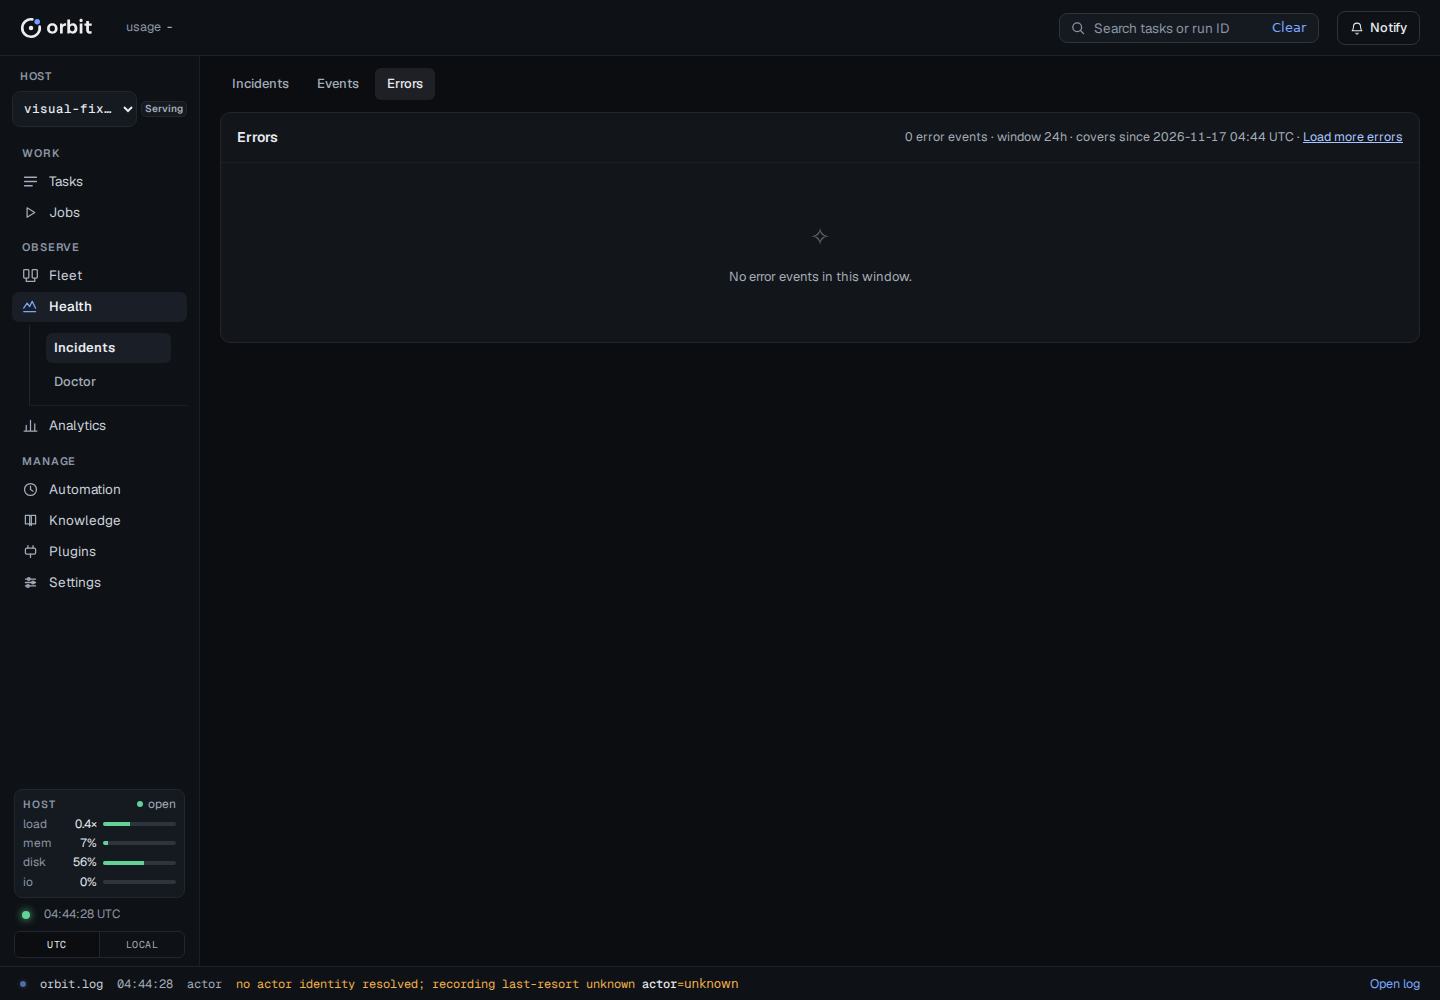 orbit
usage -
Search tasks or run ID
Clear
Notify
HOST
visual-fix…
Serving
WORK
Tasks
Jobs
OBSERVE
Fleet
Health
Incidents
Doctor
Analytics
MANAGE
Automation
Knowledge
Plugins
Settings
Incidents Events Errors
Errors
0 error events · window 24h · covers since 2026-11-17 04:44 UTC · Load more errors
No error events in this window.
HOST open
load 0.4×
mem 7%
disk 56%
io 0%
04:44:28 UTC
UTC LOCAL
orbit.log 04:44:28 actor no actor identity resolved; recording last-resort unknown actor=unknown
Open log